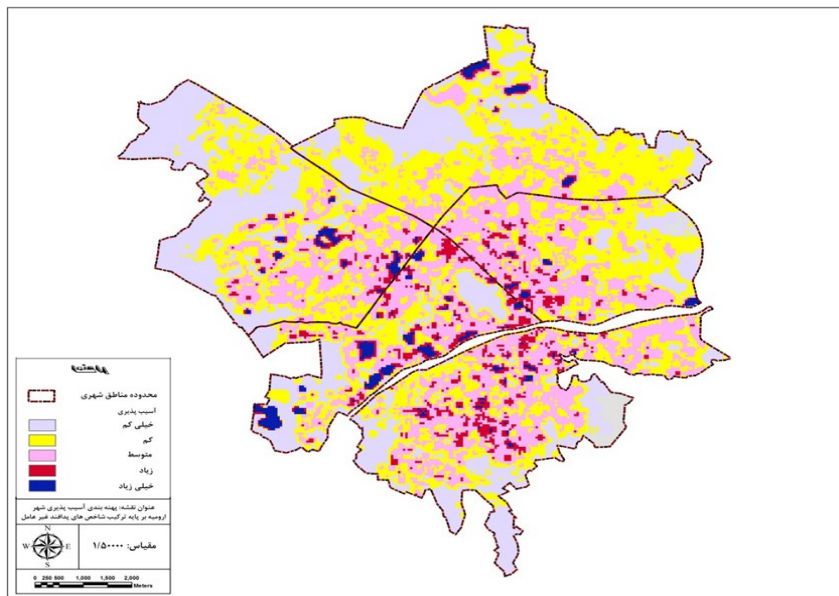 محدوده مناطق شهری
آسیب پذیری
خیلی کم
کم
متوسط
زیاد
خیلی زیاد
عنوان نقشه: پهنه بندی آسیب پذیری شهر
ارومیه بر پایه ترکیب شاخص های پدافند غیر عامل
N
W E
S
مقیاس: ۱/۵۰۰۰۰
0 250 500 1,000 1,500 2,000
Meters